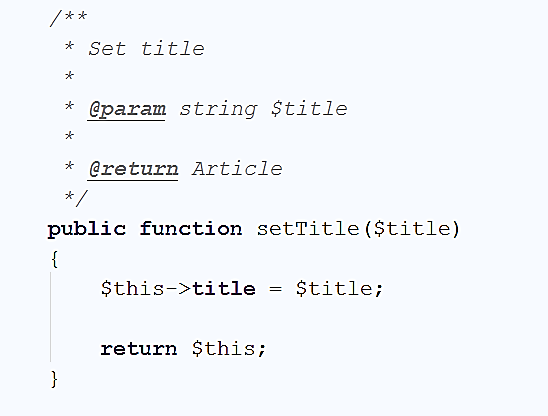 /**
 * Set title
 *
 * @param string $title
 *
 * @return Article
 */
public function setTitle($title)
{
    $this->title = $title;

    return $this;
}